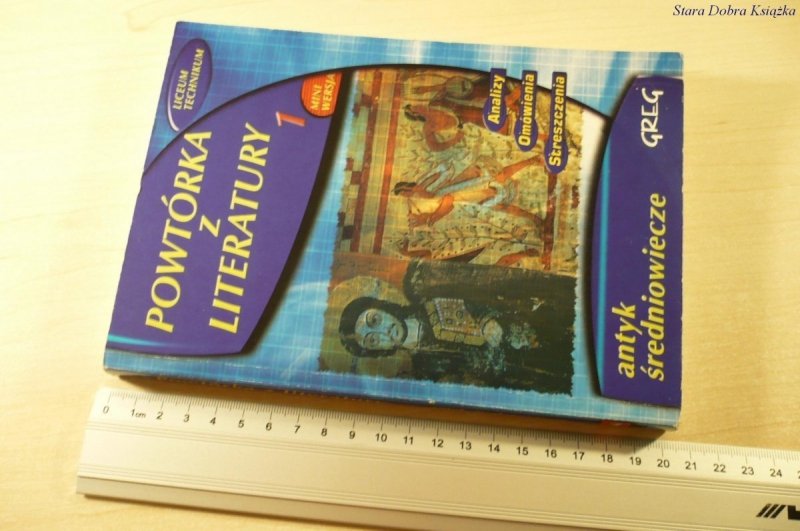 Stara Dobra Książka
LICEUM
TECHNIKUM
POWTÓRKA
Z
LITERATURY 1
MINI
WERSJA
Analizy
Omówienia
Streszczenia
GREG
antyk
średniowiecze
0 1cm 2 3 4 5 6 7 8 9 10 11 12 13 14 15 16 17 18 19 20 21 22 23 24